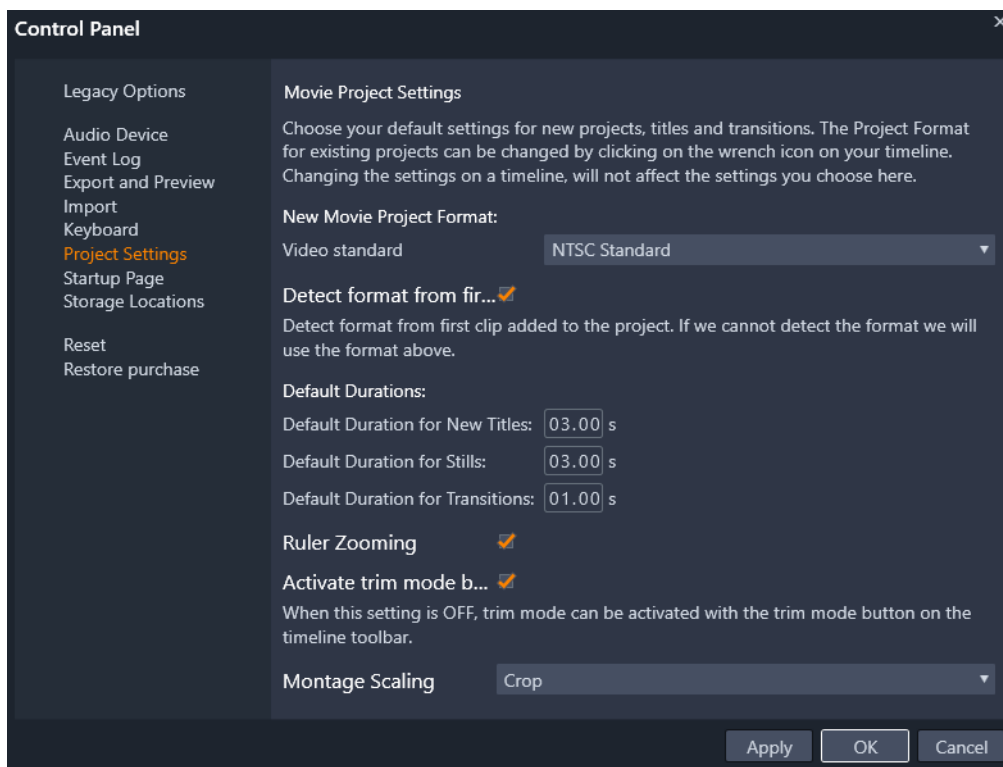 Control Panel
Legacy Options
Audio Device
Event Log
Export and Preview
Import
Keyboard
Project Settings
Startup Page
Storage Locations
Reset
Restore purchase
Movie Project Settings
Choose your default settings for new projects, titles and transitions. The Project Format
for existing projects can be changed by clicking on the wrench icon on your timeline.
Changing the settings on a timeline, will not affect the settings you choose here.
New Movie Project Format:
Video standard NTSC Standard
Detect format from fir...
Detect format from first clip added to the project. If we cannot detect the format we will
use the format above.
Default Durations:
Default Duration for New Titles: 03.00 s
Default Duration for Stills: 03.00 s
Default Duration for Transitions: 01.00 s
Ruler Zooming
Activate trim mode b...
When this setting is OFF, trim mode can be activated with the trim mode button on the
timeline toolbar.
Montage Scaling Crop
Apply OK Cancel